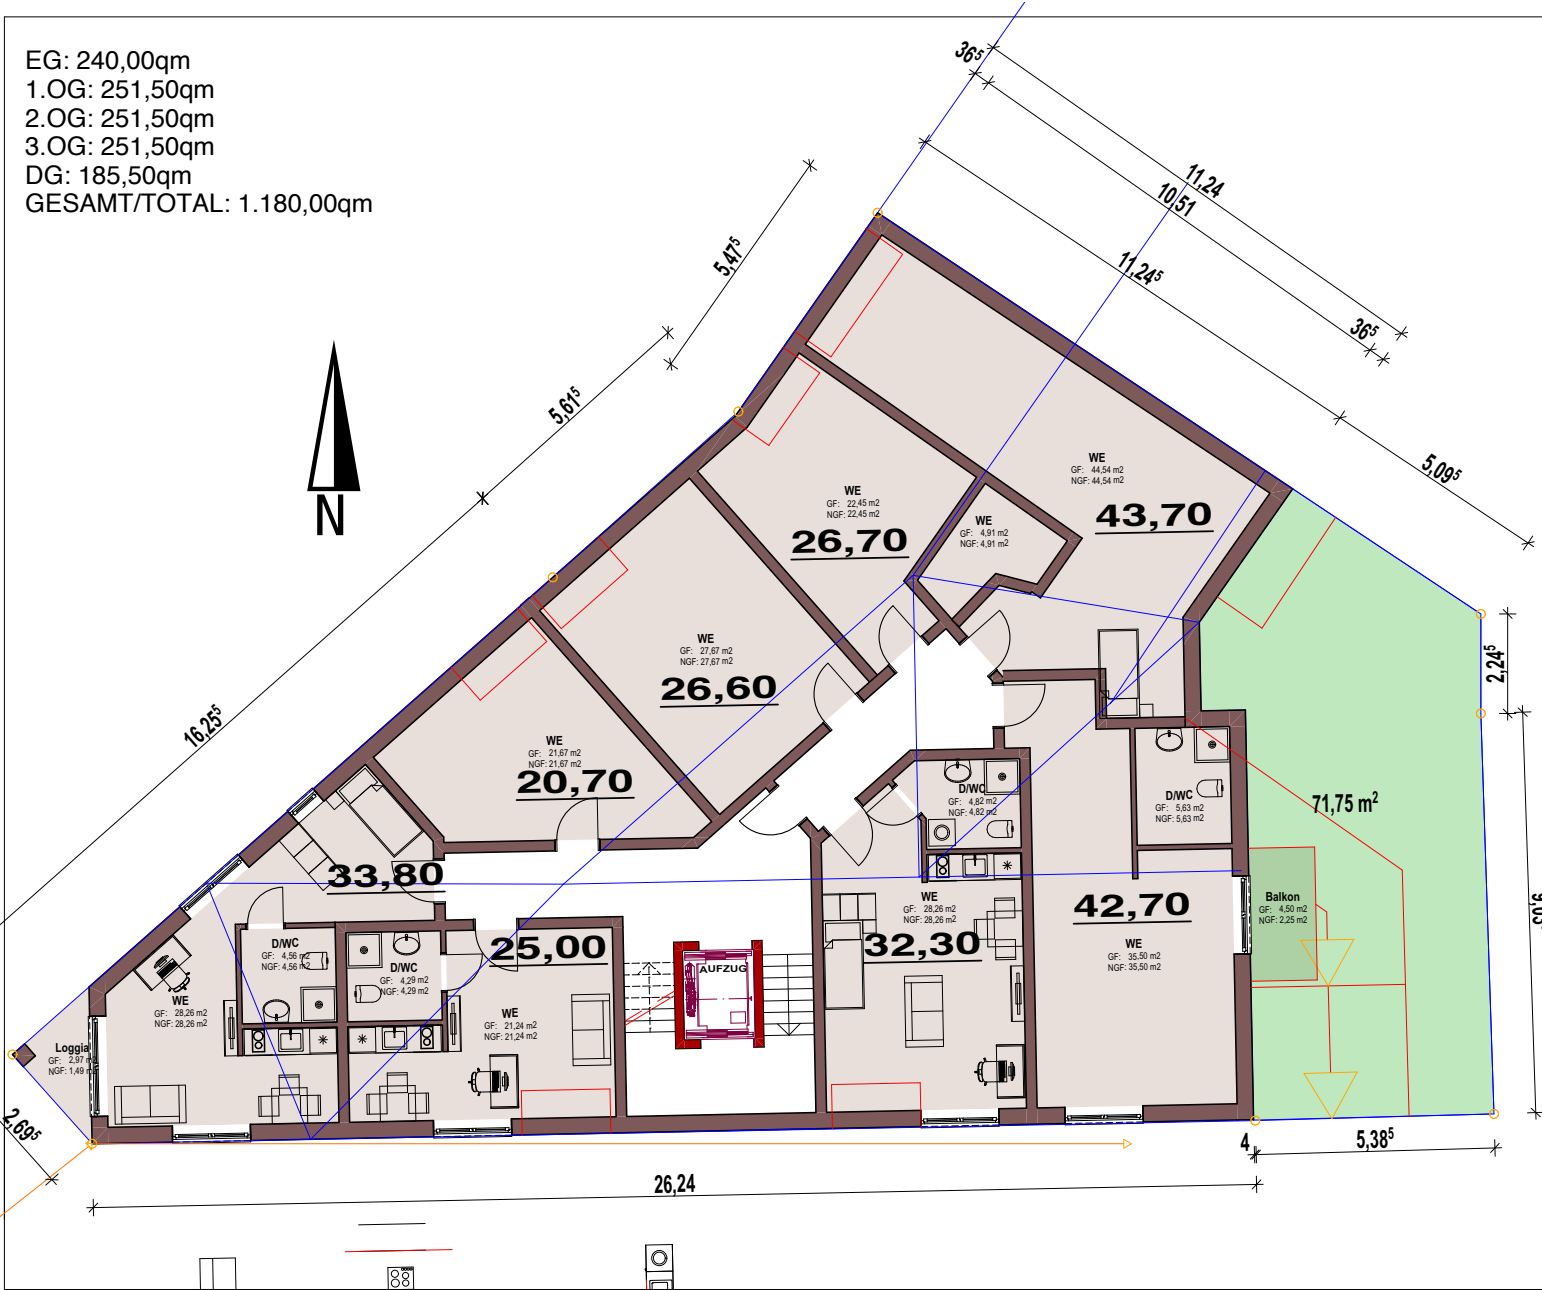 EG: 240,00qm
1.OG: 251,50qm
2.OG: 251,50qm
3.OG: 251,50qm
DG: 185,50qm
GESAMT/TOTAL: 1.180,00qm
36⁵
11,24
10,51
5,47⁵
11,24⁵
36⁵
5,61⁵
5,09⁵
N
WE
GF: 44,54 m2
NGF: 44,54 m2
43,70
WE
GF: 22,45 m2
NGF: 22,45 m2
26,70
WE
GF: 4,91 m2
NGF: 4,91 m2
WE
GF: 27,67 m2
NGF: 27,67 m2
26,60
2,24⁵
16,25⁵
WE
GF: 21,67 m2
NGF: 21,67 m2
20,70
D/WC
GF: 4,82 m2
NGF: 4,82 m2
D/WC
GF: 5,63 m2
NGF: 5,63 m2
71,75 m²
33,80
WE
GF: 28,26 m2
NGF: 28,26 m2
32,30
42,70
WE
GF: 35,50 m2
NGF: 35,50 m2
Balkon
GF: 4,50 m2
NGF: 2,25 m2
D/WC
GF: 4,56 m2
NGF: 4,56 m2
D/WC
GF: 4,29 m2
NGF: 4,29 m2
25,00
AUFZUG
WE
GF: 28,26 m2
NGF: 28,26 m2
WE
GF: 21,24 m2
NGF: 21,24 m2
Loggia
GF: 2,97 m2
NGF: 1,49 m2
2,69⁵
4
5,38⁵
26,24